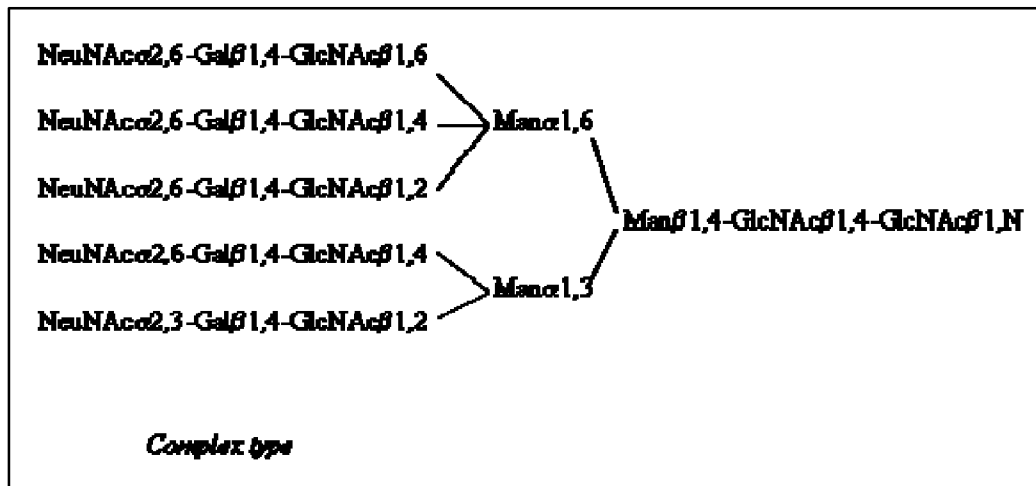 NeuNAcα2,6-Galβ1,4-GlcNAcβ1,6
NeuNAcα2,6-Galβ1,4-GlcNAcβ1,4
Manα1,6
NeuNAcα2,6-Galβ1,4-GlcNAcβ1,2
Manβ1,4-GlcNAcβ1,4-GlcNAcβ1,N
NeuNAcα2,6-Galβ1,4-GlcNAcβ1,4
Manα1,3
NeuNAcα2,3-Galβ1,4-GlcNAcβ1,2
Complex type